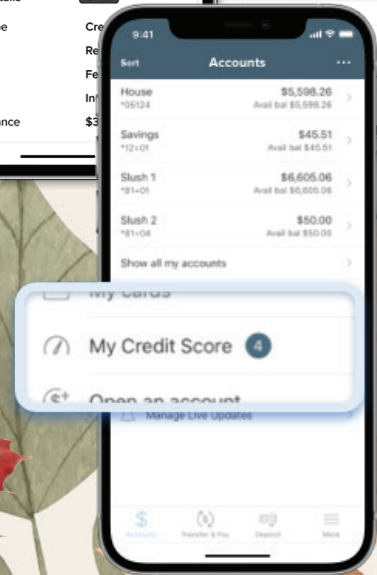 Cre
Re
Fe
Int
ance
$3
9:41
Sort
Accounts
...
House
$5,598.26
*05124
Avail bal $5,598.26
Savings
$45.51
*12=01
Avail bal $45.51
Slush 1
$6,605.06
*81=01
Avail bal $6,605.06
Slush 2
$50.00
*81=04
Avail bal $50.00
Show all my accounts
My Cards
My Credit Score 4
Open an account
Manage Live Updates
Accounts
Transfer & Pay
Deposit
More